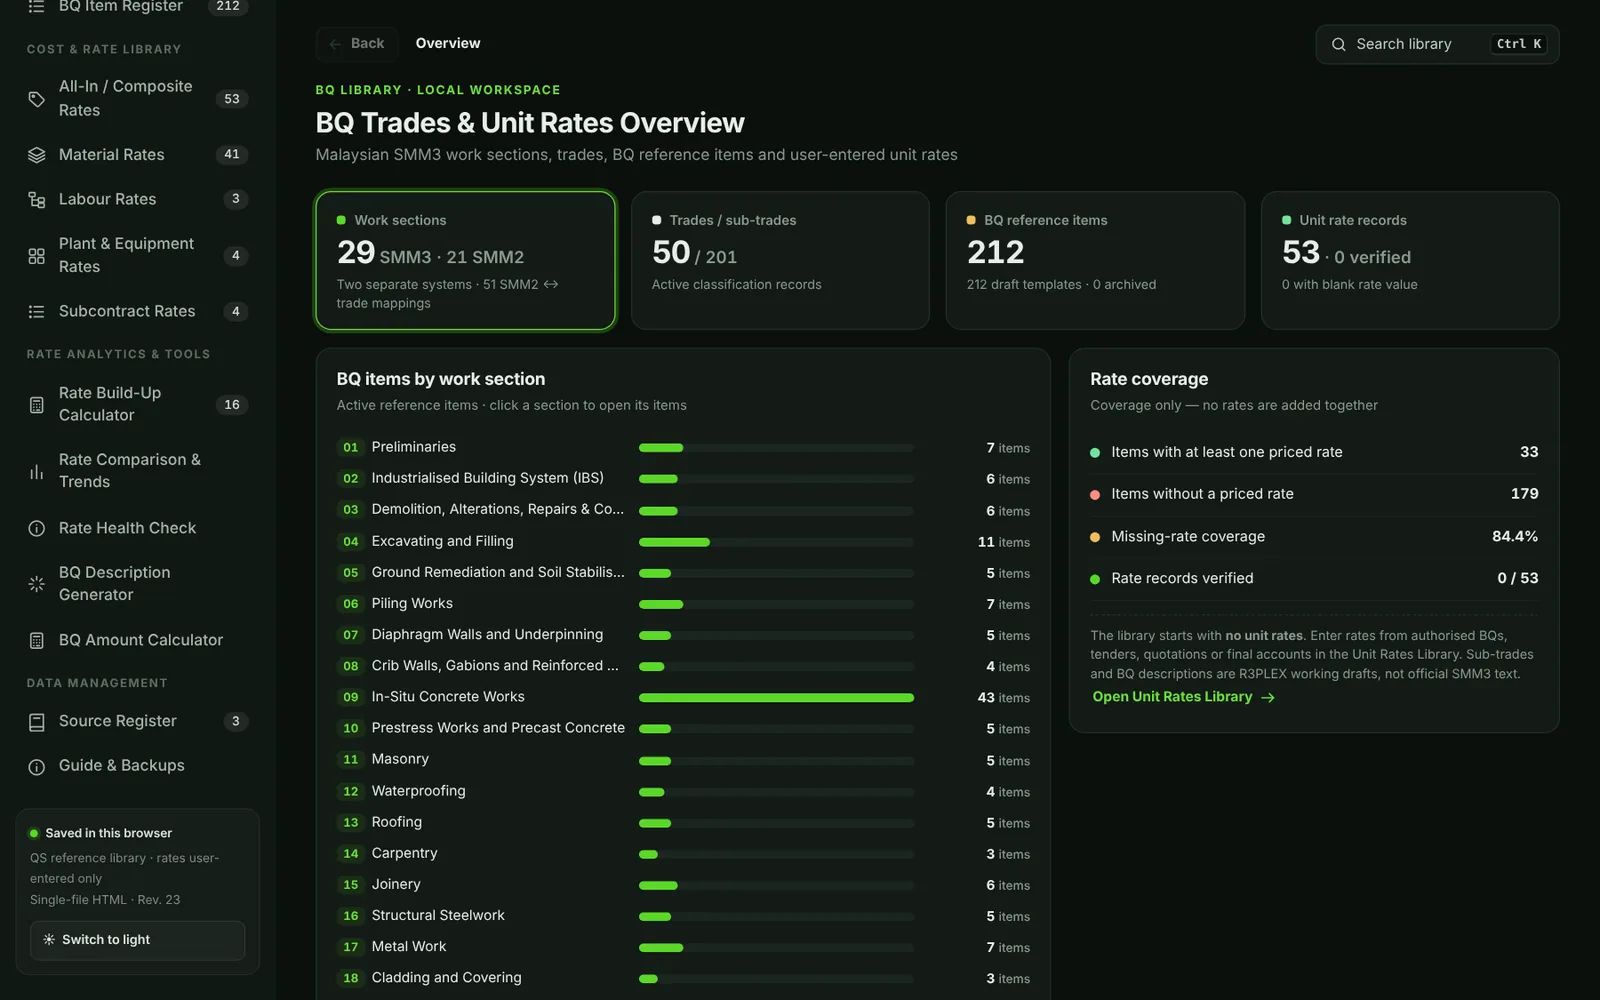 BQ Item Register 212
COST & RATE LIBRARY
All-In / Composite
Rates
53
Material Rates 41
Labour Rates 3
Plant & Equipment
Rates
4
Subcontract Rates 4
RATE ANALYTICS & TOOLS
Rate Build-Up
Calculator
16
Rate Comparison &
Trends
Rate Health Check
BQ Description
Generator
BQ Amount Calculator
DATA MANAGEMENT
Source Register 3
Guide & Backups
Saved in this browser
QS reference library · rates user-
entered only
Single-file HTML · Rev. 23
Switch to light
← Back Overview
Search library Ctrl K
BQ LIBRARY · LOCAL WORKSPACE
BQ Trades & Unit Rates Overview
Malaysian SMM3 work sections, trades, BQ reference items and user-entered unit rates
Work sections
29 SMM3 · 21 SMM2
Two separate systems · 51 SMM2 ↔
trade mappings
Trades / sub-trades
50 / 201
Active classification records
BQ reference items
212
212 draft templates · 0 archived
Unit rate records
53 · 0 verified
0 with blank rate value
BQ items by work section
Active reference items · click a section to open its items
01 Preliminaries 7 items
02 Industrialised Building System (IBS) 6 items
03 Demolition, Alterations, Repairs & Co... 6 items
04 Excavating and Filling 11 items
05 Ground Remediation and Soil Stabilis... 5 items
06 Piling Works 7 items
07 Diaphragm Walls and Underpinning 5 items
08 Crib Walls, Gabions and Reinforced ... 4 items
09 In-Situ Concrete Works 43 items
10 Prestress Works and Precast Concrete 5 items
11 Masonry 5 items
12 Waterproofing 4 items
13 Roofing 5 items
14 Carpentry 3 items
15 Joinery 6 items
16 Structural Steelwork 5 items
17 Metal Work 7 items
18 Cladding and Covering 3 items
Rate coverage
Coverage only — no rates are added together
Items with at least one priced rate 33
Items without a priced rate 179
Missing-rate coverage 84.4%
Rate records verified 0 / 53
The library starts with no unit rates. Enter rates from authorised BQs,
tenders, quotations or final accounts in the Unit Rates Library. Sub-trades
and BQ descriptions are R3PLEX working drafts, not official SMM3 text.
Open Unit Rates Library →